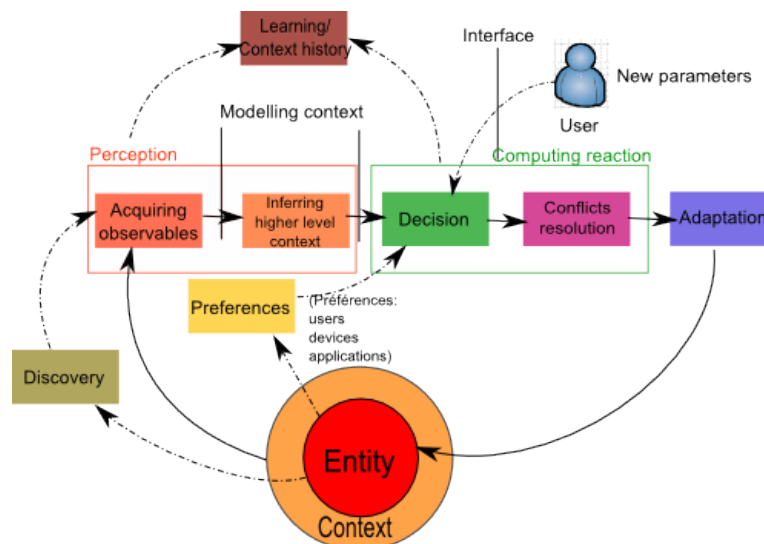 Learning/
Context history
Interface
New parameters
User
Modelling context
Perception
Computing reaction
Acquiring
observables
Inferring
higher level
context
Decision
Conflicts
resolution
Adaptation
Preferences
(Préférences:
users
devices
applications)
Discovery
Entity
Context